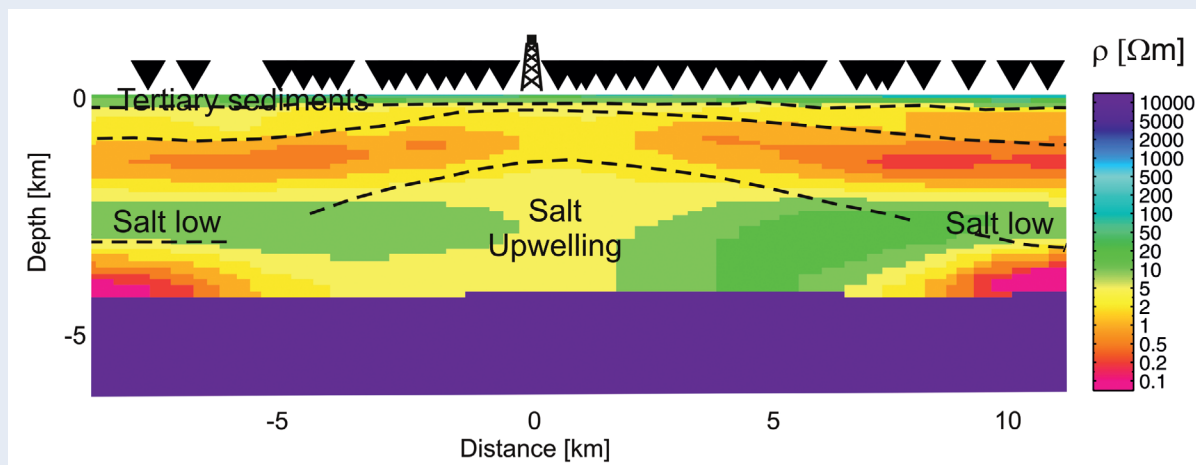 ρ [Ωm]
0
Tertiary sediments
10000
5000
2000
1000
500
200
100
50
20
10
5
2
1
0.5
0.2
0.1
Depth [km]
Salt low
Salt
Upwelling
Salt low
-5
-5
0
5
10
Distance [km]